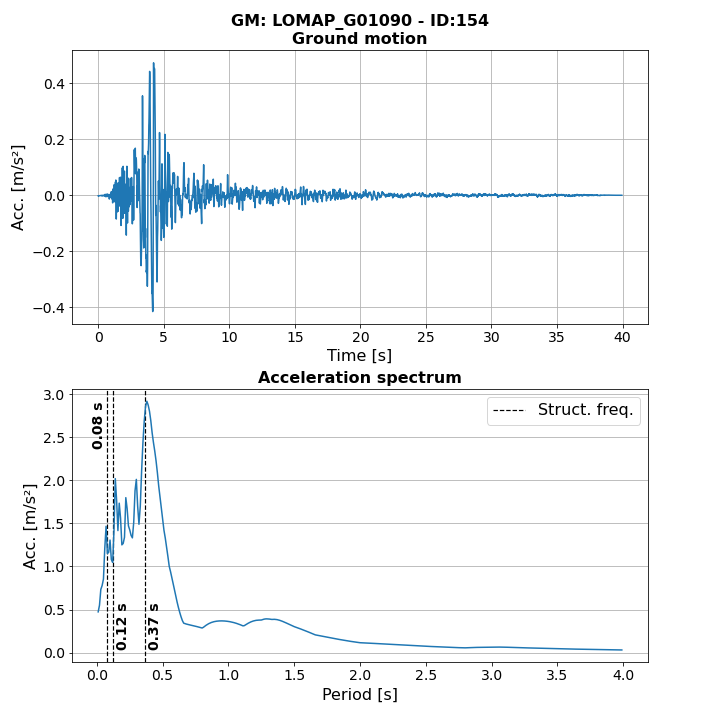 GM: LOMAP_G01090 - ID:154
Ground motion
Acc. [m/s²]
0.4
0.2
0.0
−0.2
−0.4
0 5 10 15 20 25 30 35 40
Time [s]
Acceleration spectrum
Acc. [m/s²]
3.0
2.5
2.0
1.5
1.0
0.5
0.0
0.08 s
0.12 s
0.37 s
Struct. freq.
0.0 0.5 1.0 1.5 2.0 2.5 3.0 3.5 4.0
Period [s]